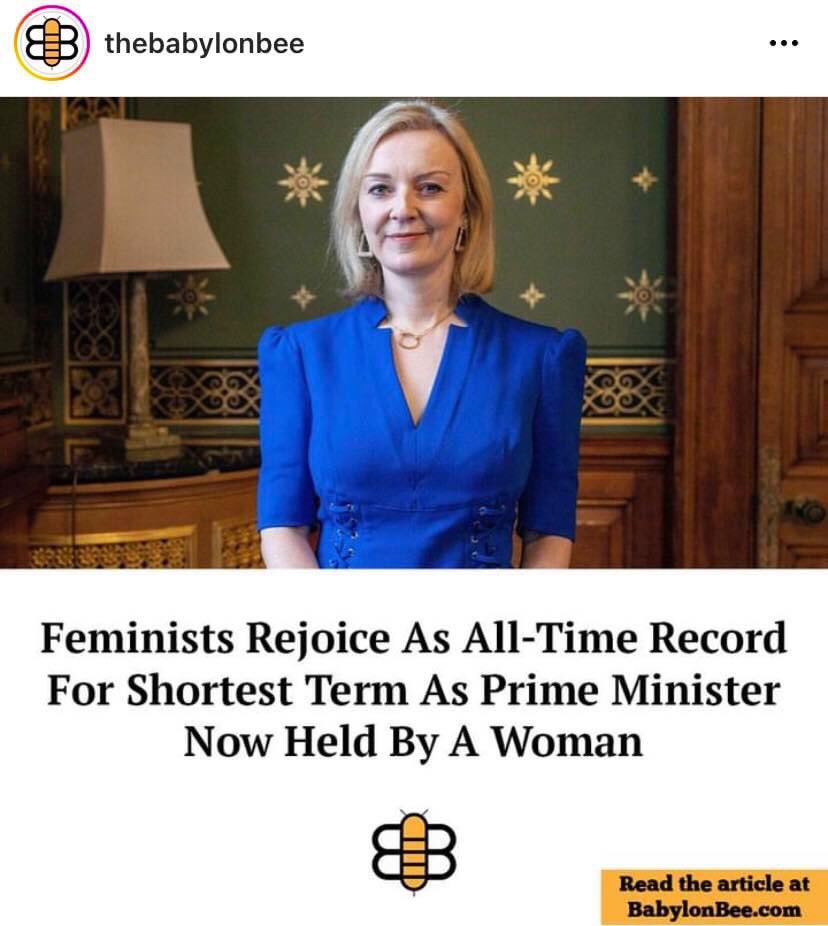 thebabylonbee
Feminists Rejoice As All-Time Record
For Shortest Term As Prime Minister
Now Held By A Woman
Read the article at
BabylonBee.com